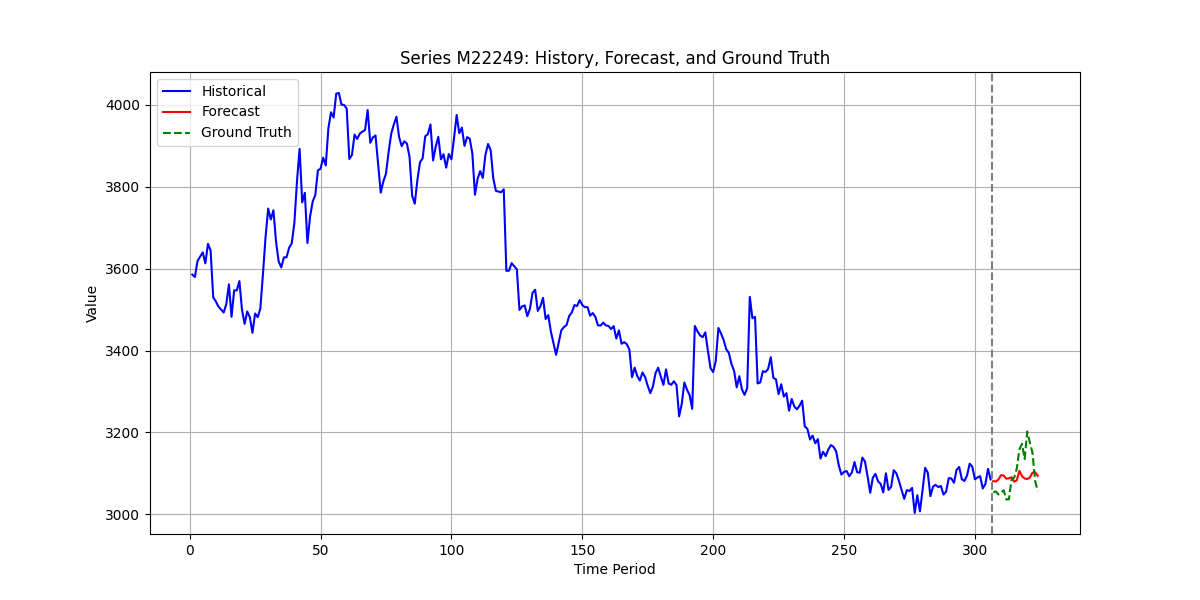 Series M22249: History, Forecast, and Ground Truth
Historical
Forecast
Ground Truth
4000
3800
3600
3400
3200
3000
Value
0 50 100 150 200 250 300
Time Period